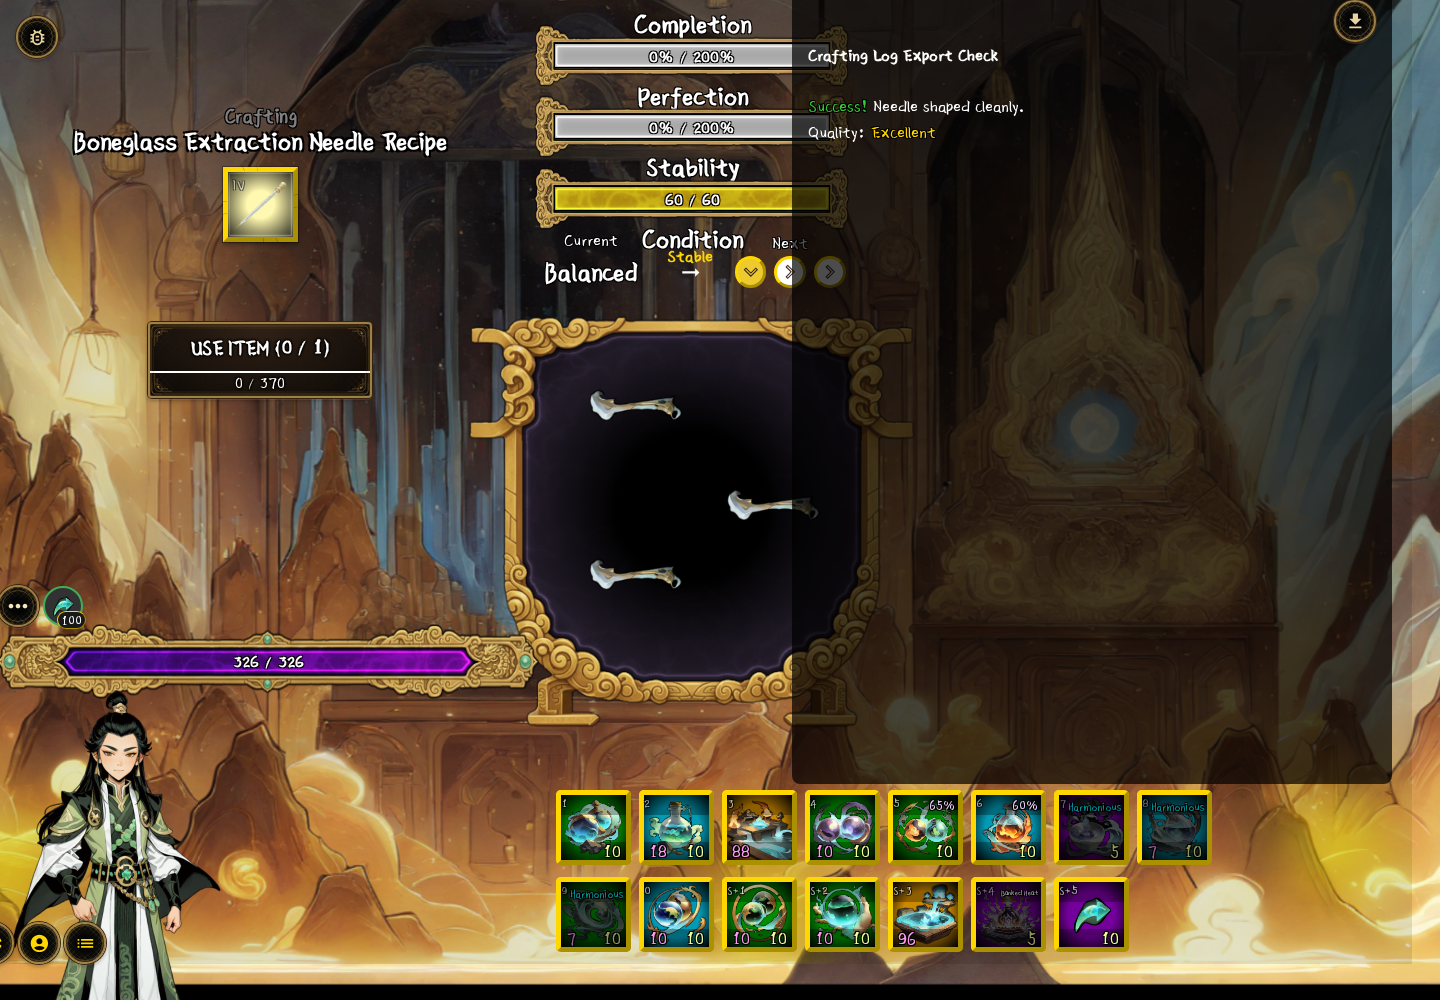 Crafting
Boneglass Extraction Needle Recipe
IV
USE ITEM (0 / 1)
0 / 370
Completion
0% / 200%
Perfection
0% / 200%
Stability
60 / 60
Current
Condition
Next
Stable
Balanced
Crafting Log Export Check
Success! Needle shaped cleanly.
Quality: Excellent
100
326 / 326
1
10
2
18 10
3
88
4
10 10
5 65%
10
6 60%
10
7 Harmonious
5
8 Harmonious
7 10
9 Harmonious
7 10
0
10 10
S+1
10 10
S+2
10 10
S+3
96
S+4 Banked Heat
5
S+5
10